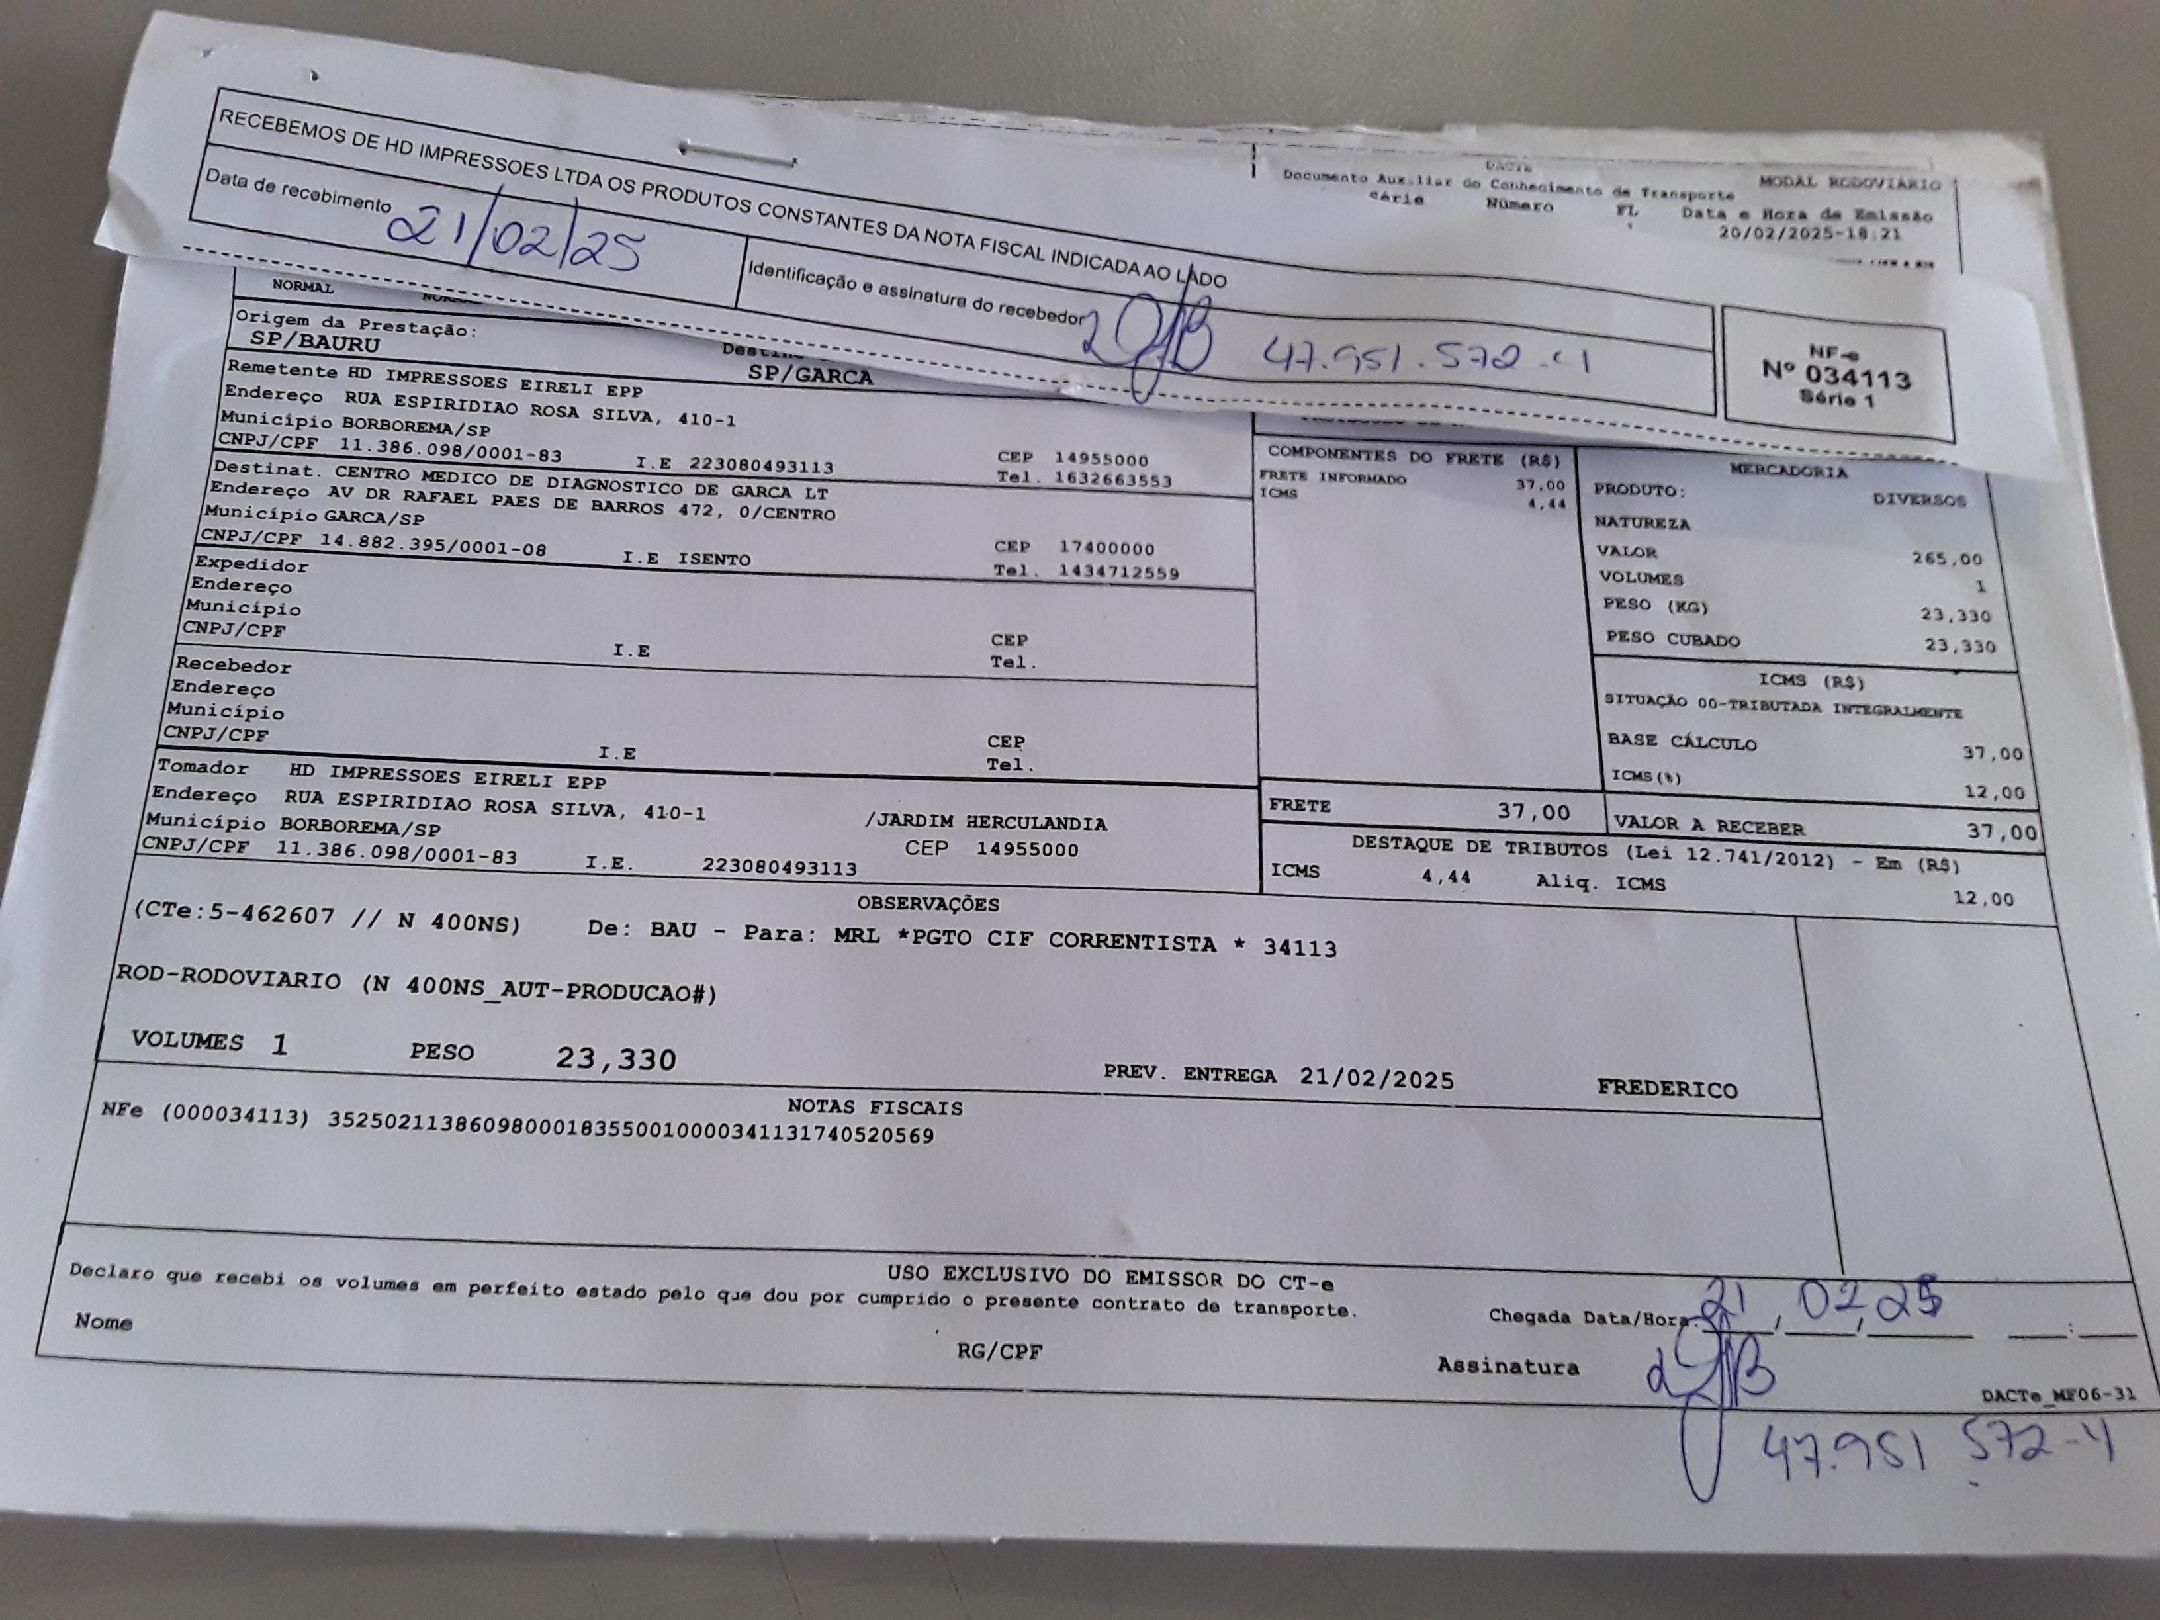 RECEBEMOS DE HD IMPRESSOES LTDA OS PRODUTOS CONSTANTES DA NOTA FISCAL INDICADA AO LADO
Data de recebimento 21/02/25
Identificação e assinatura do recebedor 47.951.572-4
NF-e
Nº 034113
Série 1
DACTE
MODAL RODOVIÁRIO
Documento Auxiliar do Conhecimento de Transporte
Série Número FL Data e Hora de Emissão
20/02/2025-18:21
NORMAL
Origem da Prestação:
SP/BAURU
SP/GARCA
Remetente HD IMPRESSOES EIRELI EPP
Endereço RUA ESPIRIDIAO ROSA SILVA, 410-1
Município BORBOREMA/SP CEP 14955000
CNPJ/CPF 11.386.098/0001-83 I.E 223080493113 Tel. 1632663553
Destinat. CENTRO MEDICO DE DIAGNOSTICO DE GARCA LT
Endereço AV DR RAFAEL PAES DE BARROS 472, 0/CENTRO
Município GARCA/SP CEP 17400000
CNPJ/CPF 14.882.395/0001-08 I.E ISENTO Tel. 1434712559
Expedidor
Endereço
Município CEP
CNPJ/CPF I.E Tel.
Recebedor
Endereço
Município CEP
CNPJ/CPF I.E Tel.
Tomador HD IMPRESSOES EIRELI EPP
Endereço RUA ESPIRIDIAO ROSA SILVA, 410-1 /JARDIM HERCULANDIA
Município BORBOREMA/SP CEP 14955000
CNPJ/CPF 11.386.098/0001-83 I.E. 223080493113
COMPONENTES DO FRETE (R$)
FRETE INFORMADO 37,00
ICMS 4,44
MERCADORIA
PRODUTO: DIVERSOS
NATUREZA
VALOR 265,00
VOLUMES 1
PESO (KG) 23,330
PESO CUBADO 23,330
ICMS (R$)
SITUAÇÃO 00-TRIBUTADA INTEGRALMENTE
BASE CÁLCULO 37,00
ICMS(%) 12,00
FRETE 37,00 VALOR A RECEBER 37,00
DESTAQUE DE TRIBUTOS (Lei 12.741/2012) - Em (R$)
ICMS 4,44 Aliq. ICMS 12,00
OBSERVAÇÕES
(CTe:5-462607 // N 400NS) De: BAU - Para: MRL *PGTO CIF CORRENTISTA * 34113
ROD-RODOVIARIO (N 400NS_AUT-PRODUCAO#)
VOLUMES 1 PESO 23,330 PREV. ENTREGA 21/02/2025 FREDERICO
NOTAS FISCAIS
NFe (000034113) 35250211386098000183550010000341131740520569
USO EXCLUSIVO DO EMISSOR DO CT-e
Declaro que recebi os volumes em perfeito estado pelo que dou por cumprido o presente contrato de transporte.
Chegada Data/Hora: 21/02/25 __:__
Nome RG/CPF Assinatura
DACTe_MF06-31
47.951 572-4